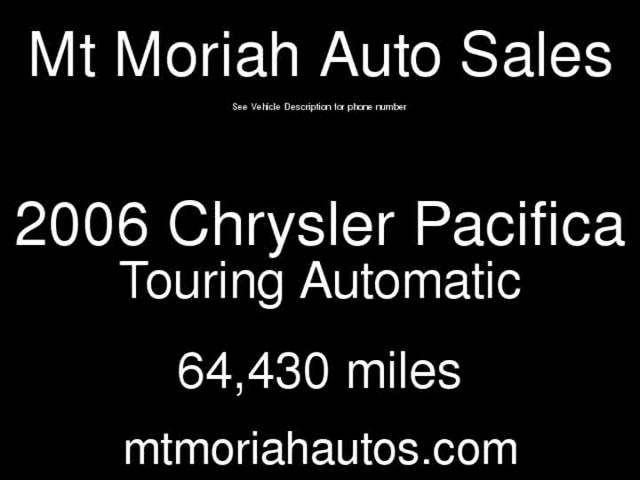 Mt Moriah Auto Sales
See Vehicle Description for phone number
2006 Chrysler Pacifica
Touring Automatic
64,430 miles
mtmoriahautos.com